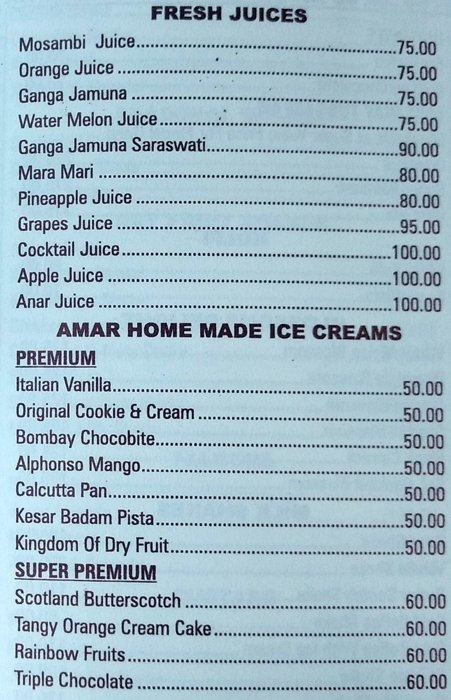 FRESH JUICES
Mosambi Juice..........................................75.00
Orange Juice ............................................75.00
Ganga Jamuna ..........................................75.00
Water Melon Juice.....................................75.00
Ganga Jamuna Saraswati...........................90.00
Mara Mari .................................................80.00
Pineapple Juice .........................................80.00
Grapes Juice .............................................95.00
Cocktail Juice............................................100.00
Apple Juice ...............................................100.00
Anar Juice .................................................100.00
AMAR HOME MADE ICE CREAMS
PREMIUM
Italian Vanilla..............................................50.00
Original Cookie & Cream ............................50.00
Bombay Chocobite.....................................50.00
Alphonso Mango........................................50.00
Calcutta Pan...............................................50.00
Kesar Badam Pista.....................................50.00
Kingdom Of Dry Fruit..................................50.00
SUPER PREMIUM
Scotland Butterscotch ................................60.00
Tangy Orange Cream Cake.........................60.00
Rainbow Fruits...........................................60.00
Triple Chocolate .........................................60.00